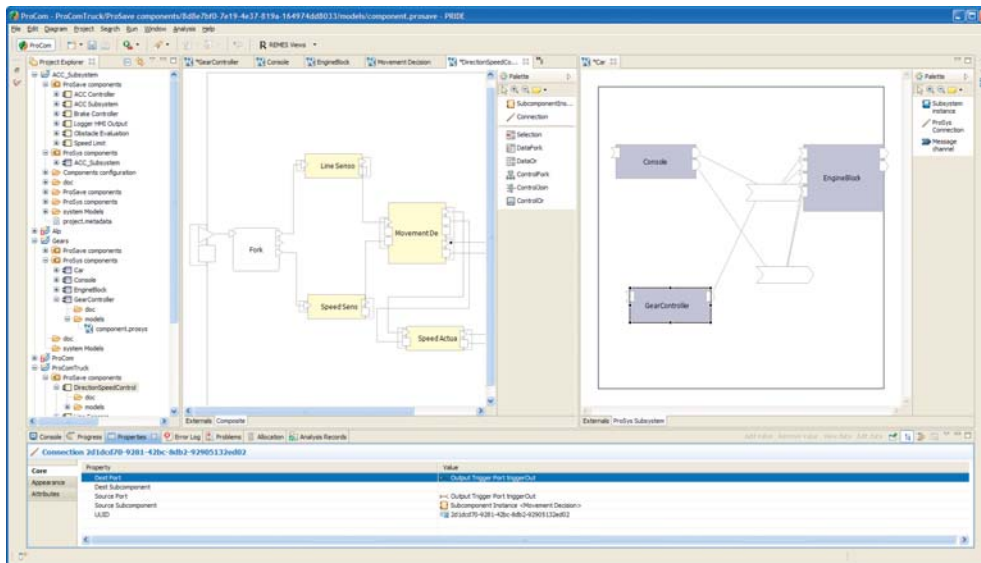 ProCom - ProComTruck/ProSave components/8d8e7bf0-7e19-4e37-819a-164974dd8033/models/component.prosave - PRIDE
File Edit Diagram Project Search Run Window Analysis Help
ProCom
REMES Views
Project Explorer
*GearController
Console
EngineBlock
Movement Decision
*DirectionSpeedCo...
*Car
ACC_Subsystem
ProSave components
ACC Controller
ACC Subsystem
Brake Controller
Logger HMI Output
Obstacle Evaluation
Speed Limit
ProSys components
ACC_Subsystem
Components configuration
doc
ProSave components
ProSys components
system Models
project.metadata
Alp
Gears
ProSave components
ProSys components
Car
Console
EngineBlock
GearController
doc
models
component.prosys
doc
system Models
ProCom
ProComTruck
ProSave components
DirectionSpeedControl
doc
models
Line Senso
Fork
Movement De
Speed Sens
Speed Actua
Palette
SubcomponentIns...
Connection
Selection
DataFork
DataOr
ControlFork
ControlJoin
ControlOr
Externals Composite
Console
EngineBlock
GearController
Palette
Subsystem instance
ProSys Connection
Message channel
Externals ProSys Subsystem
Console Progress Properties Error Log Problems Allocation Analysis Records
Connection 2d1dcf70-9281-42bc-8db2-92905132ed02
Core
Appearance
Attributes
Property Value
Dest Port Output Trigger Port triggerOut
Dest Subcomponent
Source Port Output Trigger Port triggerOut
Source Subcomponent Subcomponent Instance <Movement Decision>
UUID 2d1dcf70-9281-42bc-8db2-92905132ed02